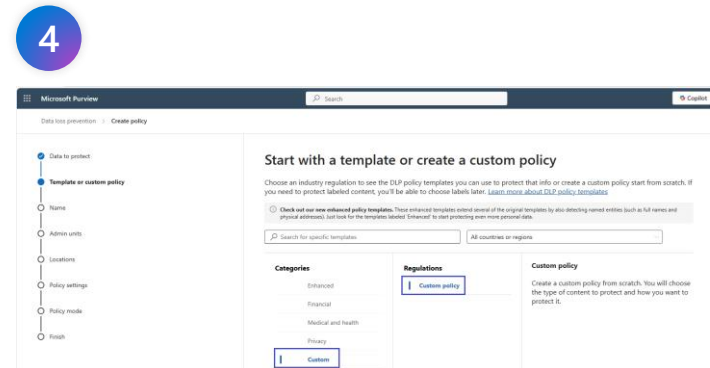 4
Microsoft Purview
Search
Copilot
Data loss prevention > Create policy
Data to protect
Template or custom policy
Name
Admin units
Locations
Policy settings
Policy mode
Finish
Start with a template or create a custom policy
Choose an industry regulation to see the DLP policy templates you can use to protect that info or create a custom policy start from scratch. If
you need to protect labeled content, you'll be able to choose labels later. Learn more about DLP policy templates
Check out our new enhanced policy templates. These enhanced templates extend several of the original templates by also detecting named entities (such as full names and
physical addresses). Just look for the templates labeled 'Enhanced' to start protecting even more personal data.
Search for specific templates
All countries or regions
Categories
Enhanced
Financial
Medical and health
Privacy
Custom
Regulations
Custom policy
Custom policy
Create a custom policy from scratch. You will choose
the type of content to protect and how you want to
protect it.